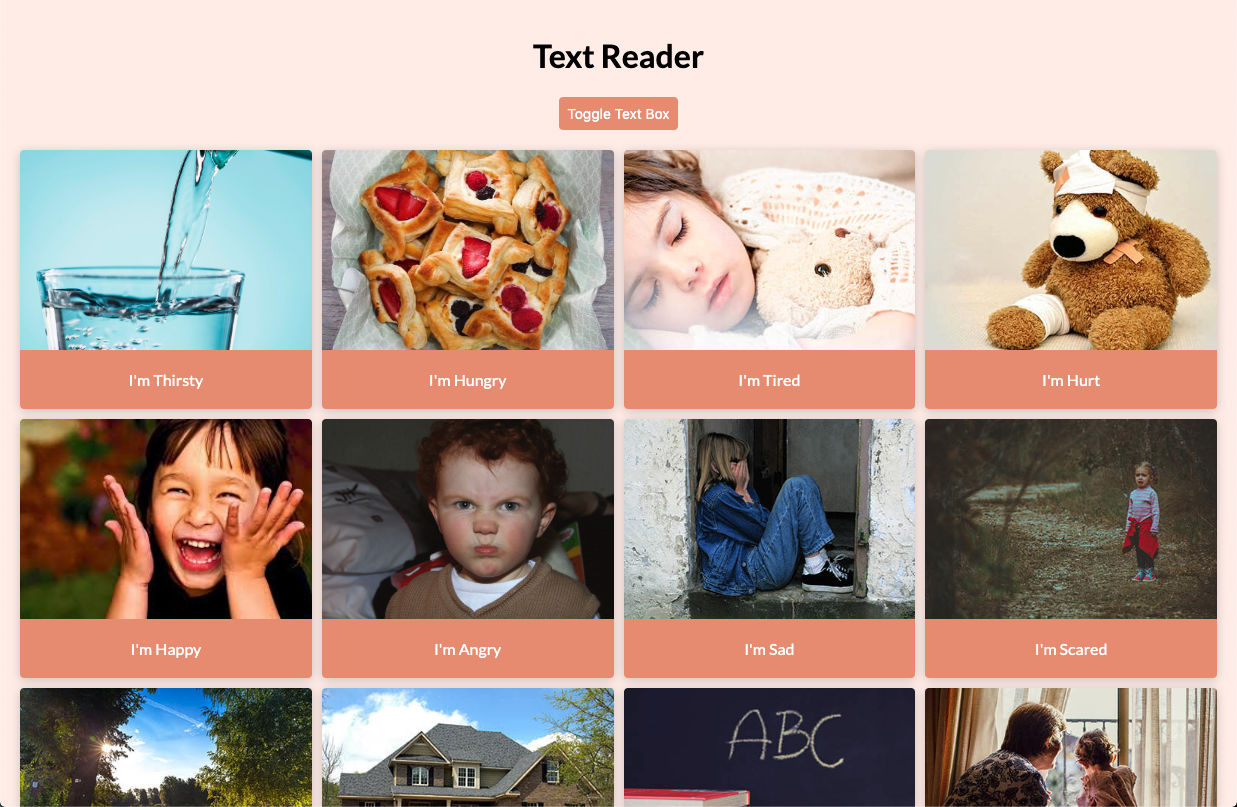 Text Reader
Toggle Text Box
I'm Thirsty
I'm Hungry
I'm Tired
I'm Hurt
I'm Happy
I'm Angry
I'm Sad
I'm Scared
ABC